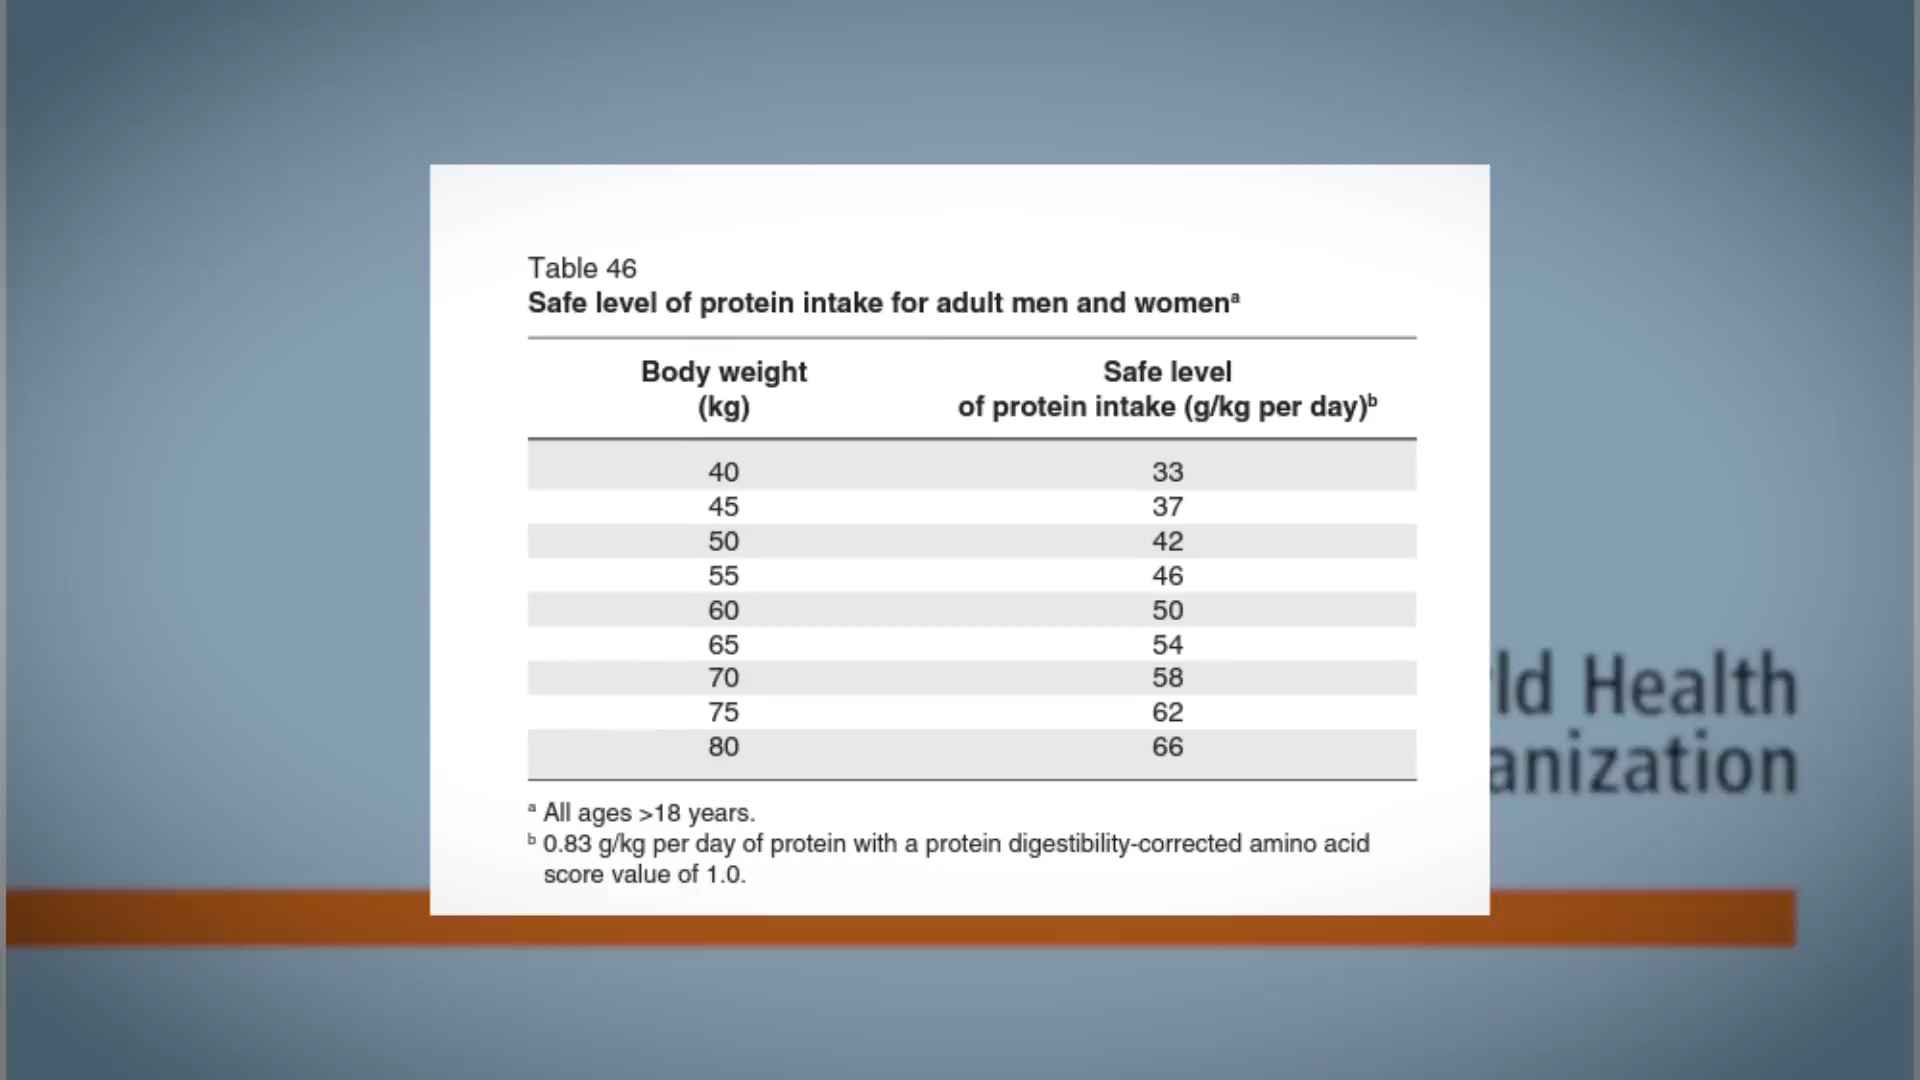 Table 46
Safe level of protein intake for adult men and womenᵃ
Body weight (kg) Safe level of protein intake (g/kg per day)ᵇ
40 33
45 37
50 42
55 46
60 50
65 54
70 58
75 62
80 66
ᵃ All ages >18 years.
ᵇ 0.83 g/kg per day of protein with a protein digestibility-corrected amino acid
score value of 1.0.
ld Health
anization